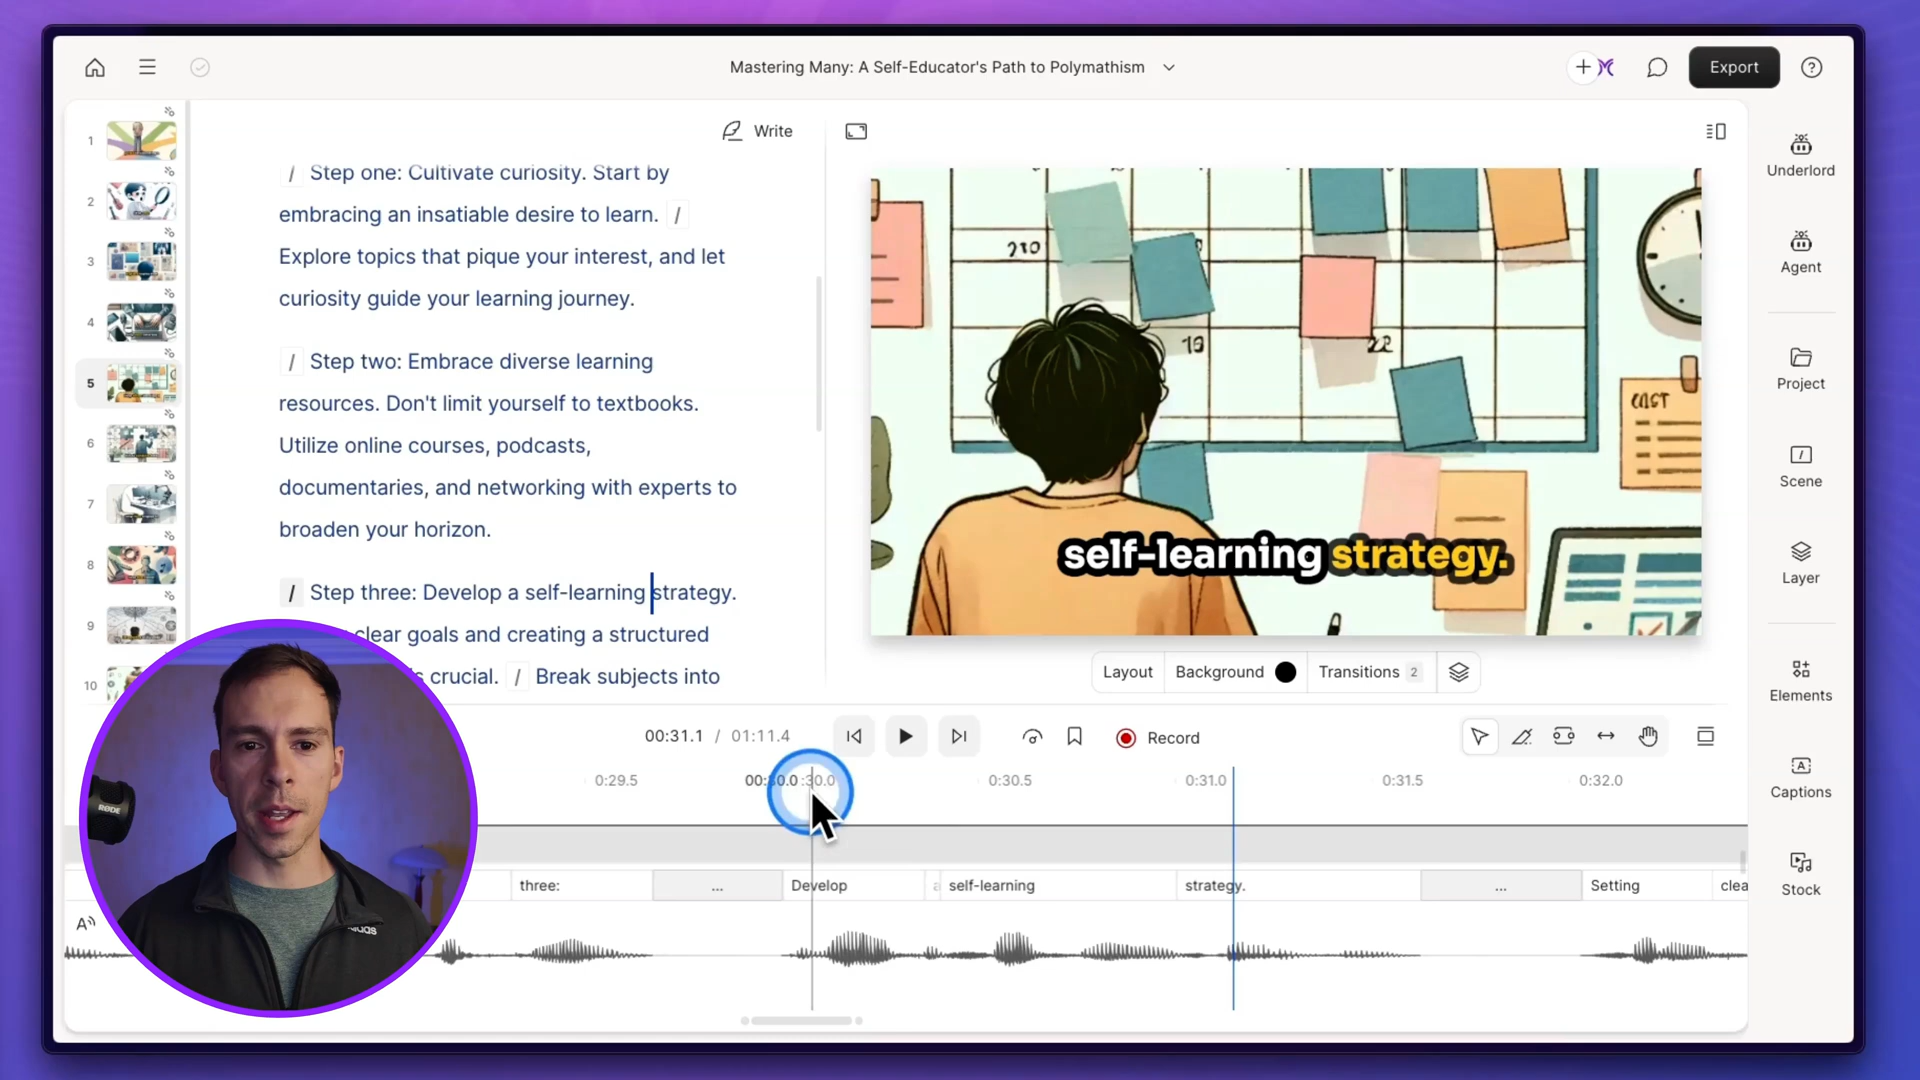 Mastering Many: A Self-Educator's Path to Polymathism
Export
Write
1
2
3
4
5
6
7
8
9
10
/ Step one: Cultivate curiosity. Start by
embracing an insatiable desire to learn. /
Explore topics that pique your interest, and let
curiosity guide your learning journey.
/ Step two: Embrace diverse learning
resources. Don't limit yourself to textbooks.
Utilize online courses, podcasts,
documentaries, and networking with experts to
broaden your horizon.
/ Step three: Develop a self-learning strategy.
clear goals and creating a structured
crucial. / Break subjects into
self-learning strategy.
Layout
Background
Transitions 2
Underlord
Agent
Project
Scene
Layer
Elements
Captions
Stock
00:31.1 / 01:11.4
Record
0:29.5
0:30.5
0:31.0
0:31.5
0:32.0
three:
...
Develop
a
self-learning
strategy.
...
Setting
clea
RØDE